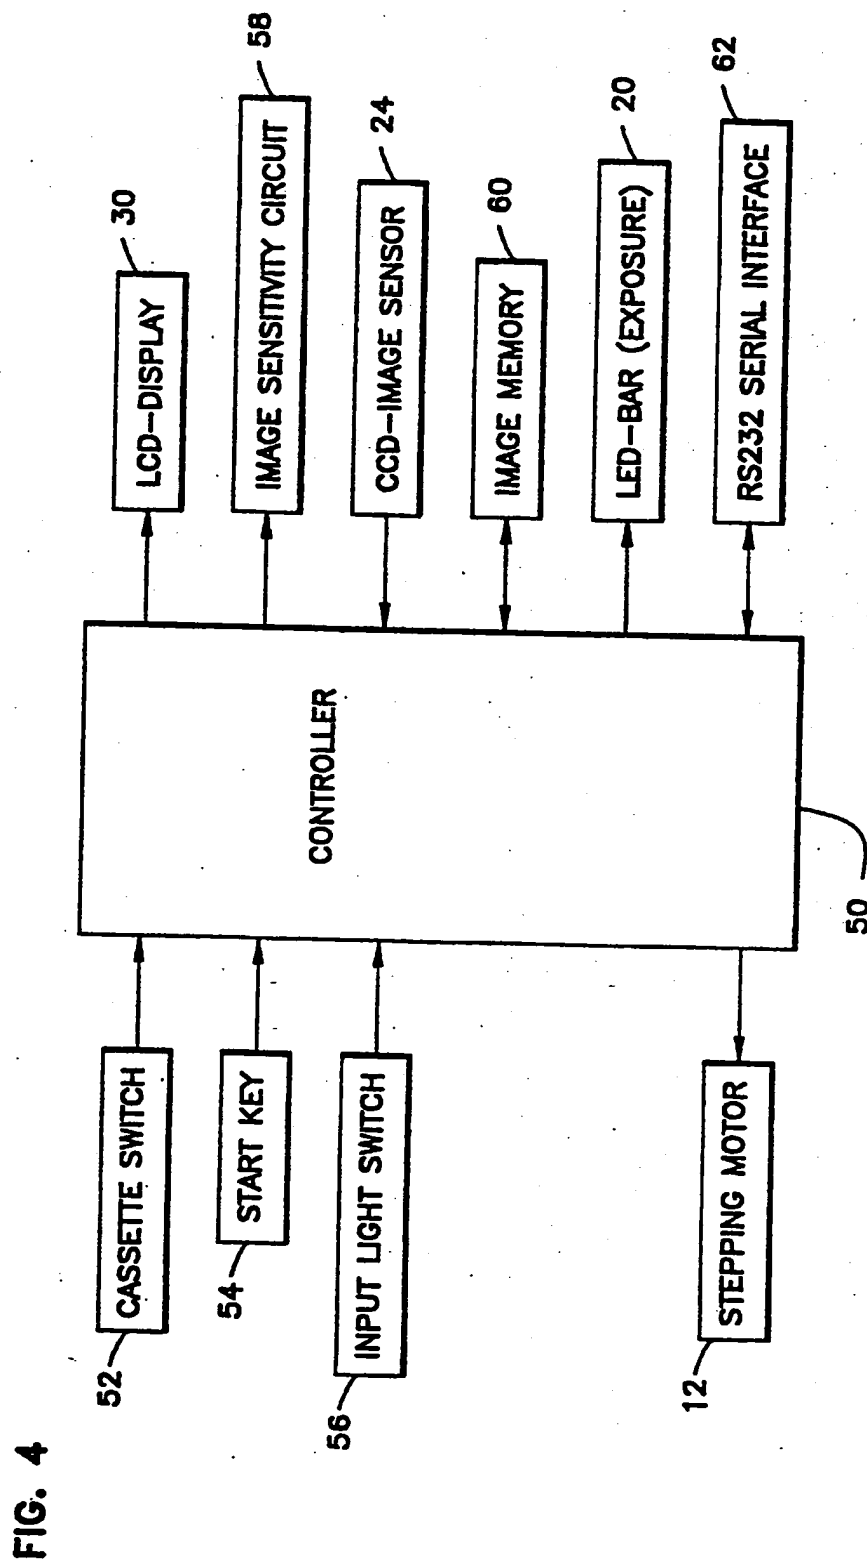 FIG. 4
52
CASSETTE SWITCH
54
START KEY
56
INPUT LIGHT SWITCH
12
STEPPING MOTOR
CONTROLLER
50
LCD-DISPLAY
30
IMAGE SENSITIVITY CIRCUIT
58
CCD-IMAGE SENSOR
24
IMAGE MEMORY
60
LED-BAR (EXPOSURE)
20
RS232 SERIAL INTERFACE
62